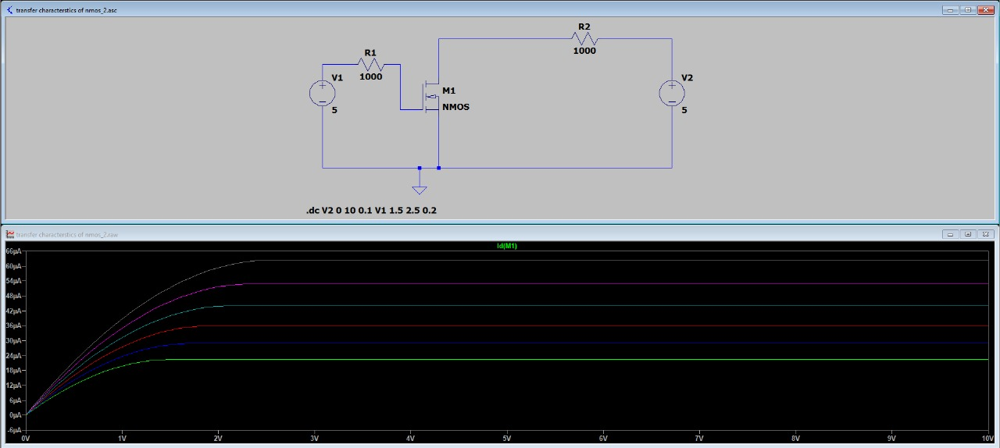 transfer characterstics of nmos_2.asc
R2
1000
R1
1000
V1
5
M1
NMOS
V2
5
.dc V2 0 10 0.1 V1 1.5 2.5 0.2
transfer characterstics of nmos_2.raw
Id(M1)
66µA
60µA
54µA
48µA
42µA
36µA
30µA
24µA
18µA
12µA
6µA
0µA
-6µA
0V 1V 2V 3V 4V 5V 6V 7V 8V 9V 10V